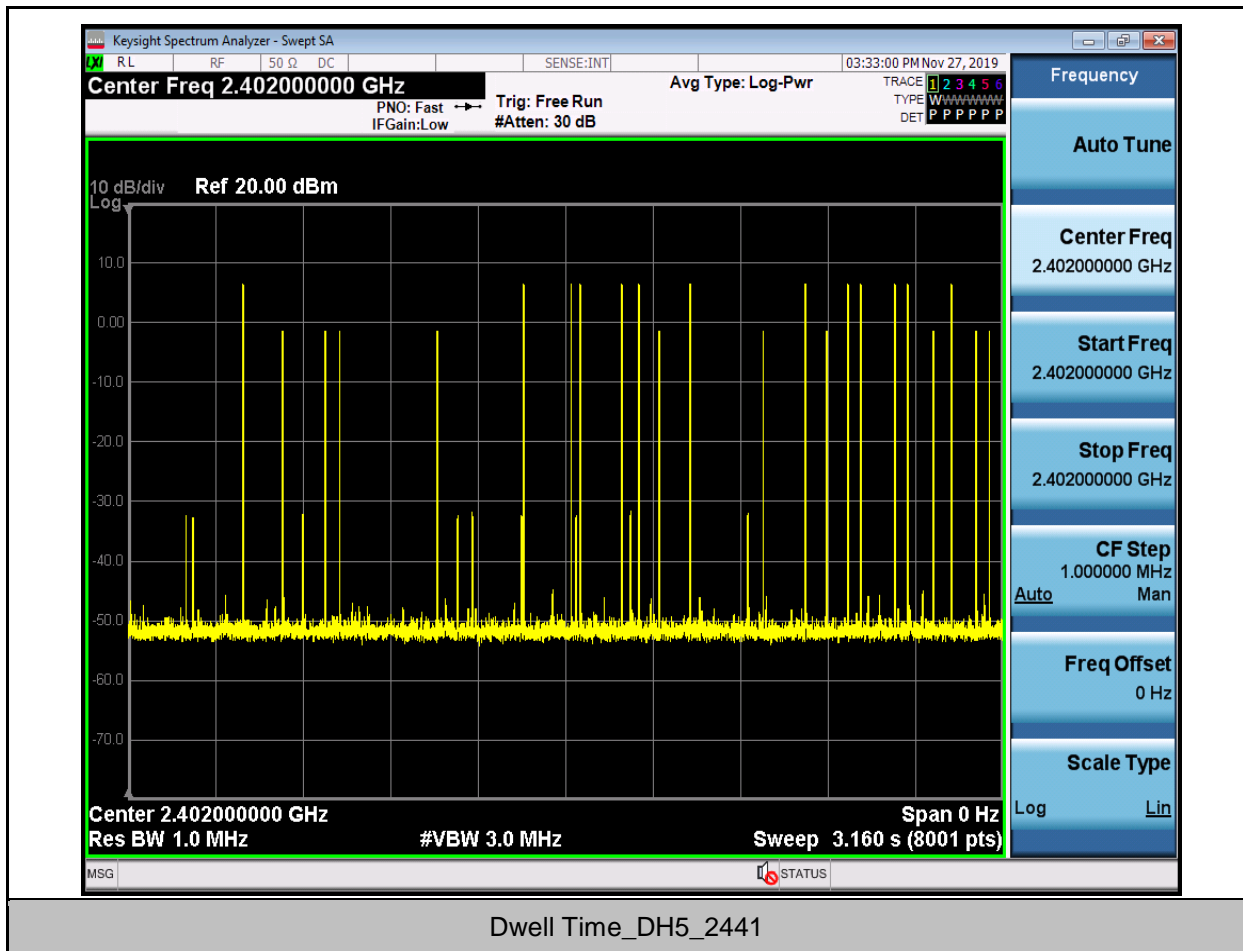 Keysight Spectrum Analyzer - Swept SA
LXI RL RF 50 Ω DC SENSE:INT 03:33:00 PM Nov 27, 2019
Center Freq 2.402000000 GHz
PNO: Fast
IFGain:Low
Trig: Free Run
#Atten: 30 dB
Avg Type: Log-Pwr
TRACE 1 2 3 4 5 6
TYPE WWWWWW
DET P P P P P P
10 dB/div Ref 20.00 dBm
Log
10.0
0.00
-10.0
-20.0
-30.0
-40.0
-50.0
-60.0
-70.0
Center 2.402000000 GHz Span 0 Hz
Res BW 1.0 MHz #VBW 3.0 MHz Sweep 3.160 s (8001 pts)
MSG STATUS
Frequency
Auto Tune
Center Freq
2.402000000 GHz
Start Freq
2.402000000 GHz
Stop Freq
2.402000000 GHz
CF Step
1.000000 MHz
Auto Man
Freq Offset
0 Hz
Scale Type
Log Lin
Dwell Time_DH5_2441